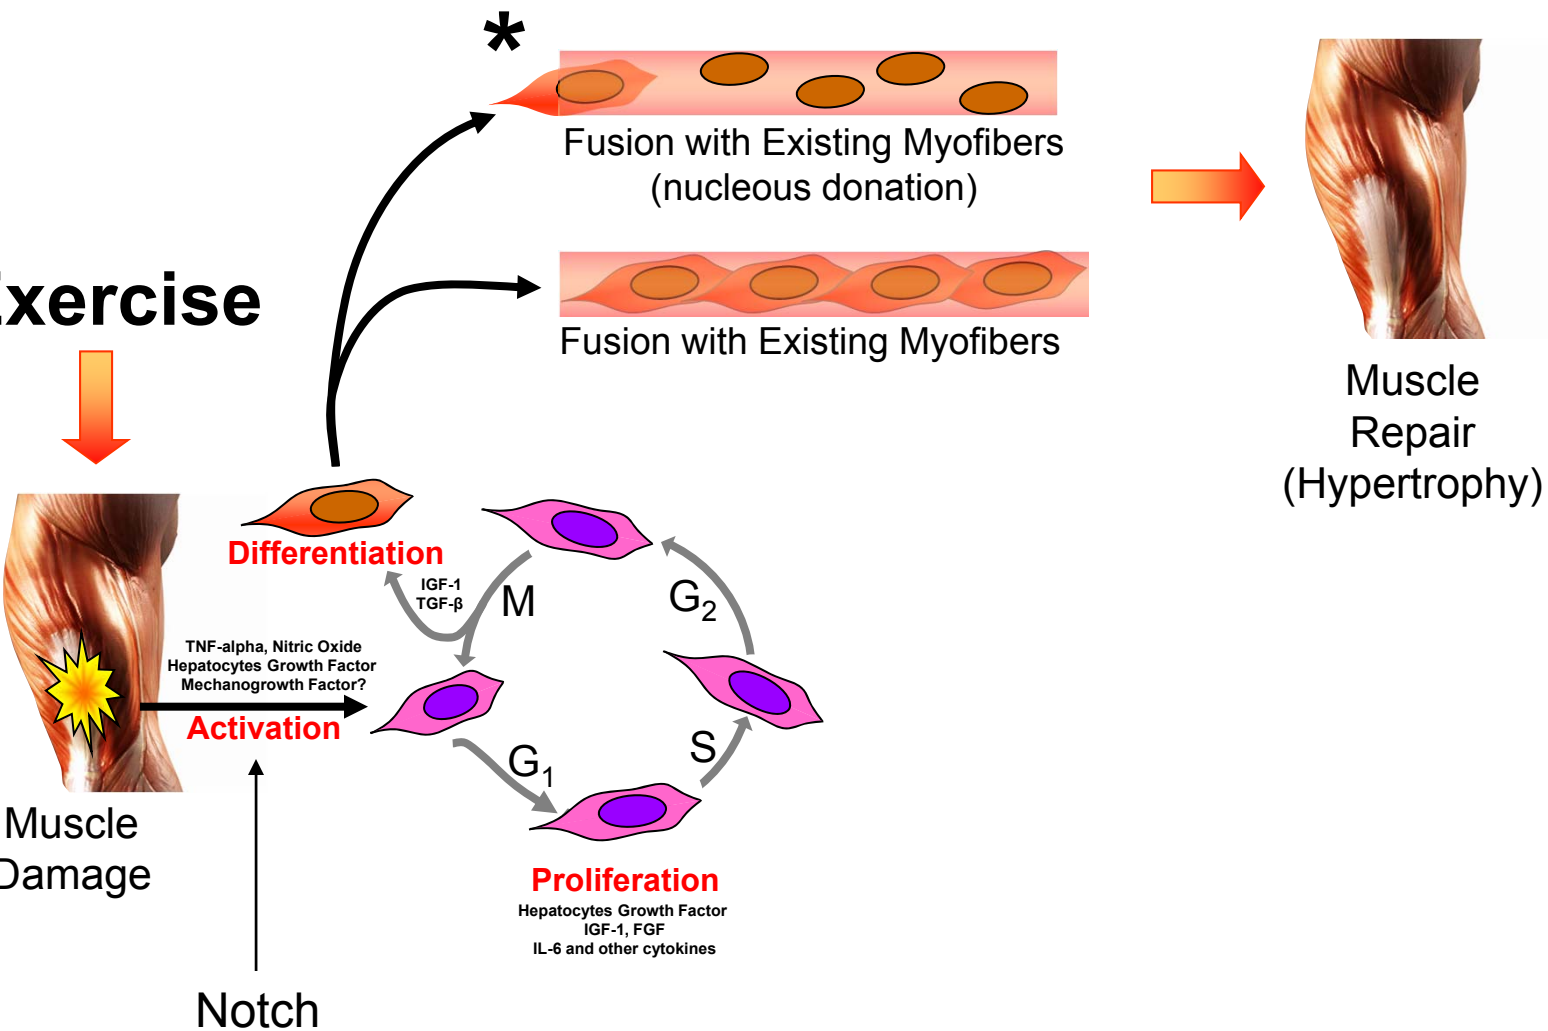 *
Fusion with Existing Myofibers
(nucleous donation)
Exercise
Fusion with Existing Myofibers
Muscle
Repair
(Hypertrophy)
Differentiation
IGF-1
TGF-β
M
G₂
TNF-alpha, Nitric Oxide
Hepatocytes Growth Factor
Mechanogrowth Factor?
Activation
G₁
S
Muscle
Damage
Proliferation
Hepatocytes Growth Factor
IGF-1, FGF
IL-6 and other cytokines
Notch